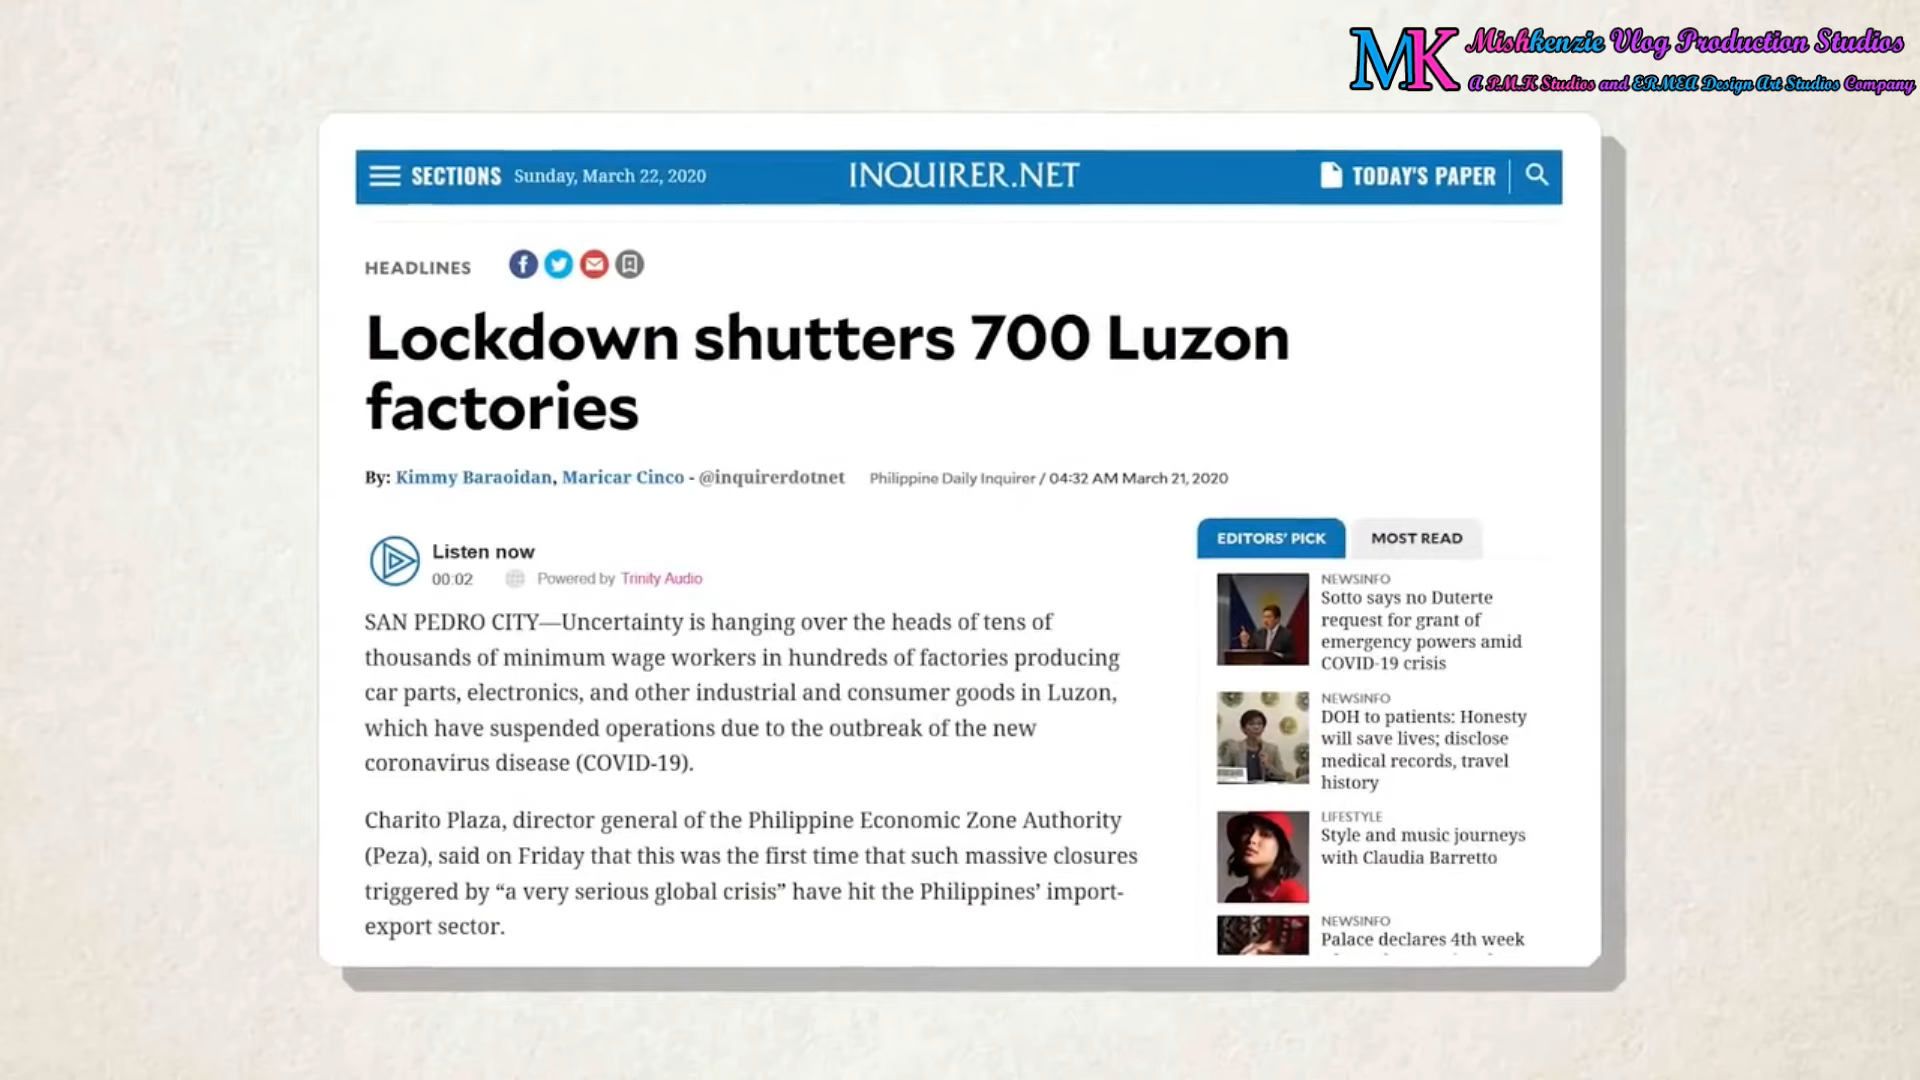 MK Mishkenzie Vlog Production Studios
A P.M.K Studios and ERMEA Design Art Studios Company
SECTIONS Sunday, March 22, 2020 INQUIRER.NET TODAY'S PAPER
HEADLINES
Lockdown shutters 700 Luzon
factories
By: Kimmy Baraoidan, Maricar Cinco - @inquirerdotnet Philippine Daily Inquirer / 04:32 AM March 21, 2020
Listen now
00:02 Powered by Trinity Audio
SAN PEDRO CITY—Uncertainty is hanging over the heads of tens of
thousands of minimum wage workers in hundreds of factories producing
car parts, electronics, and other industrial and consumer goods in Luzon,
which have suspended operations due to the outbreak of the new
coronavirus disease (COVID-19).
Charito Plaza, director general of the Philippine Economic Zone Authority
(Peza), said on Friday that this was the first time that such massive closures
triggered by “a very serious global crisis” have hit the Philippines’ import-
export sector.
EDITORS’ PICK MOST READ
NEWSINFO
Sotto says no Duterte
request for grant of
emergency powers amid
COVID-19 crisis
NEWSINFO
DOH to patients: Honesty
will save lives; disclose
medical records, travel
history
LIFESTYLE
Style and music journeys
with Claudia Barretto
NEWSINFO
Palace declares 4th week